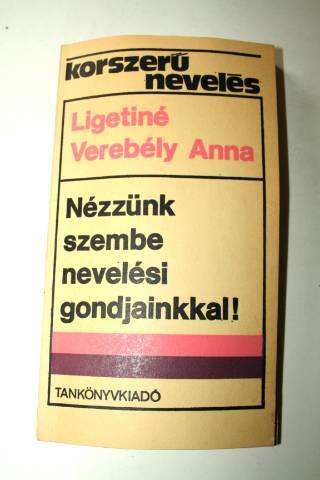 korszerű
nevelés
Ligetiné
Verebély Anna
Nézzünk
szembe
nevelési
gondjainkkal!
TANKÖNYVKIADÓ